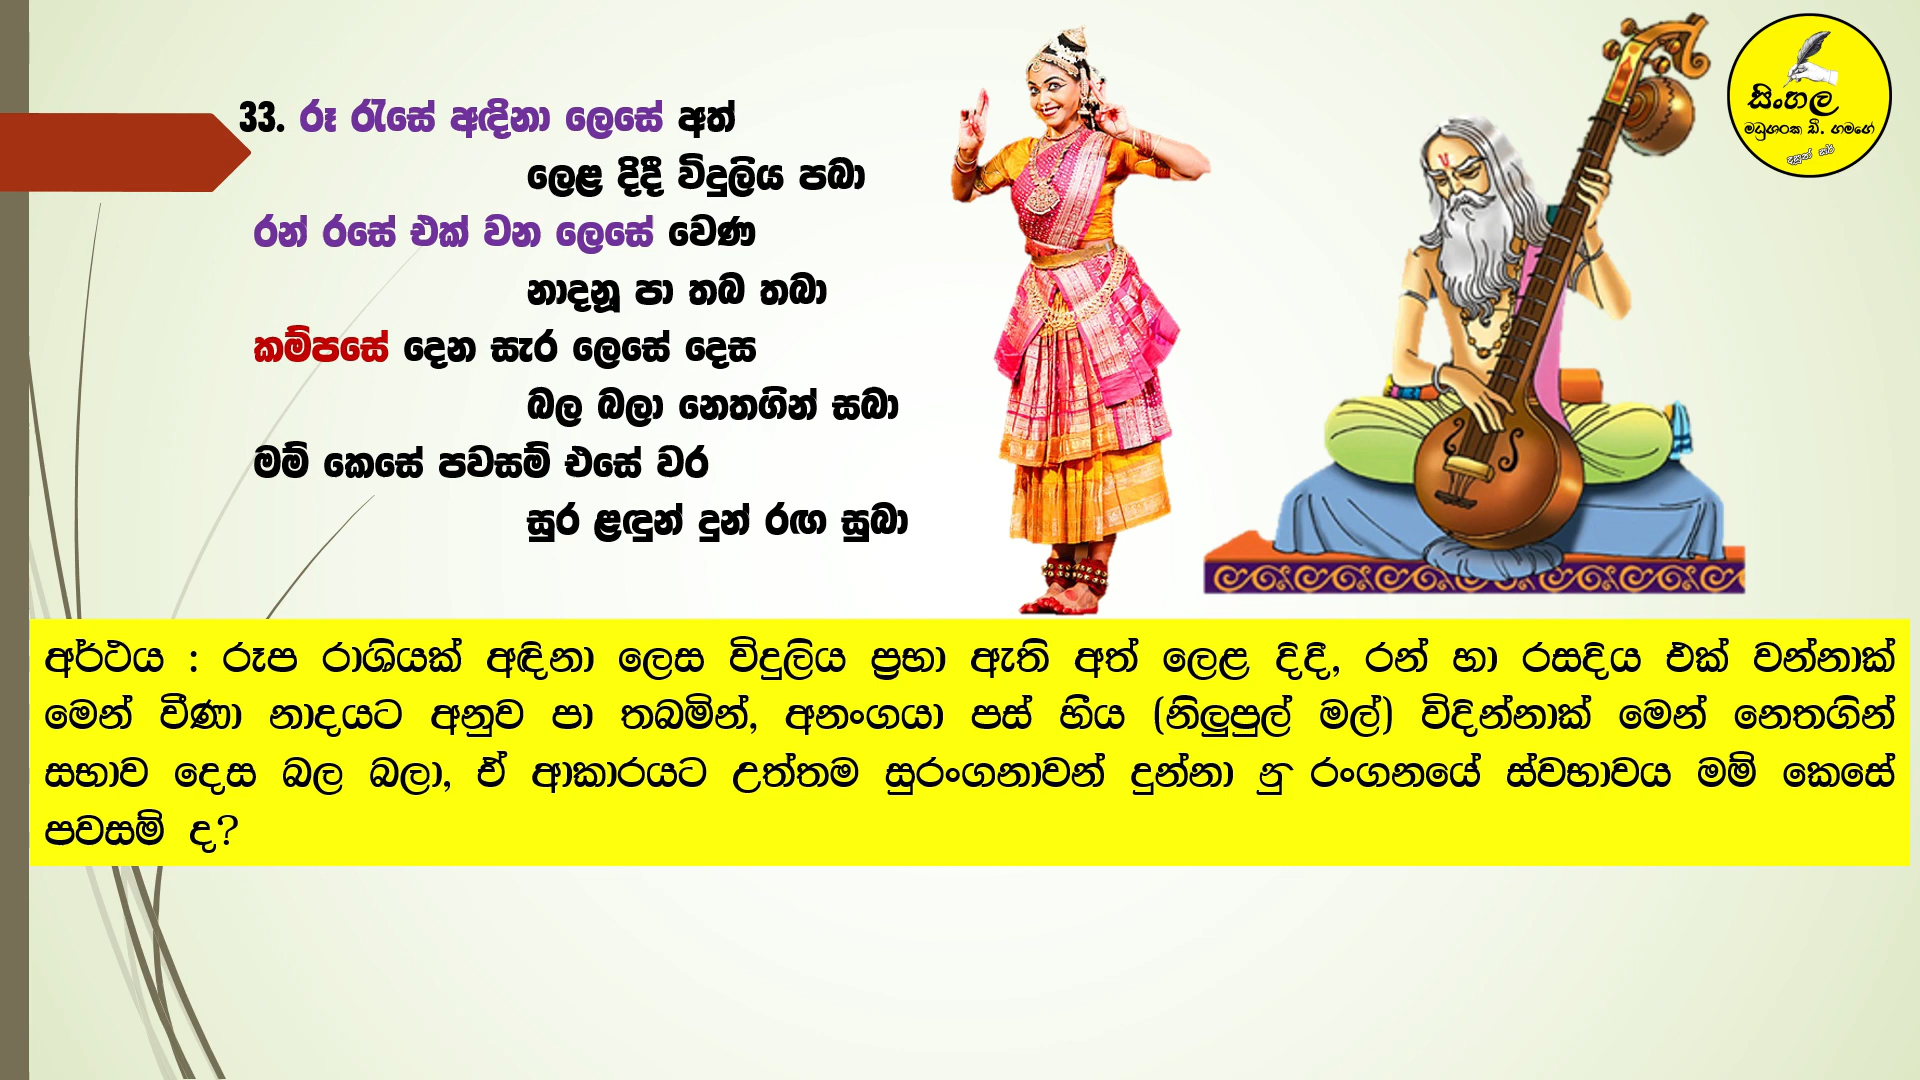 33. රූ රැසේ අඳිනා ලෙසේ අත්
ලෙළ දිදී විදුලිය පබා
රන් රසේ එක් වන ලෙසේ වෙණ
නාදනූ පා තබ තබා
කම්පසේ දෙන සැර ලෙසේ දෙස
බල බලා නෙතගින් සබා
මම් කෙසේ පවසම් එසේ වර
සුර ළඳුන් දුන් රඟ සුබා
සිංහල
මධුශංක ඩී. ගමගේ
අර්ථය : රූප රාශියක් අඳිනා ලෙස විදුලිය ප්‍රභා ඇති අත් ලෙළ දිදී, රන් හා රසදිය එක් වන්නාක්
මෙන් වීණා නාදයට අනුව පා තබමින්, අනංගයා පස් හීය (නිලුපුල් මල්) විදින්නාක් මෙන් නෙතගින්
සභාව දෙස බල බලා, ඒ ආකාරයට උත්තම සුරංගනාවන් දුන්නා නු රංගනයේ ස්වභාවය මම් කෙසේ
පවසම් ද?